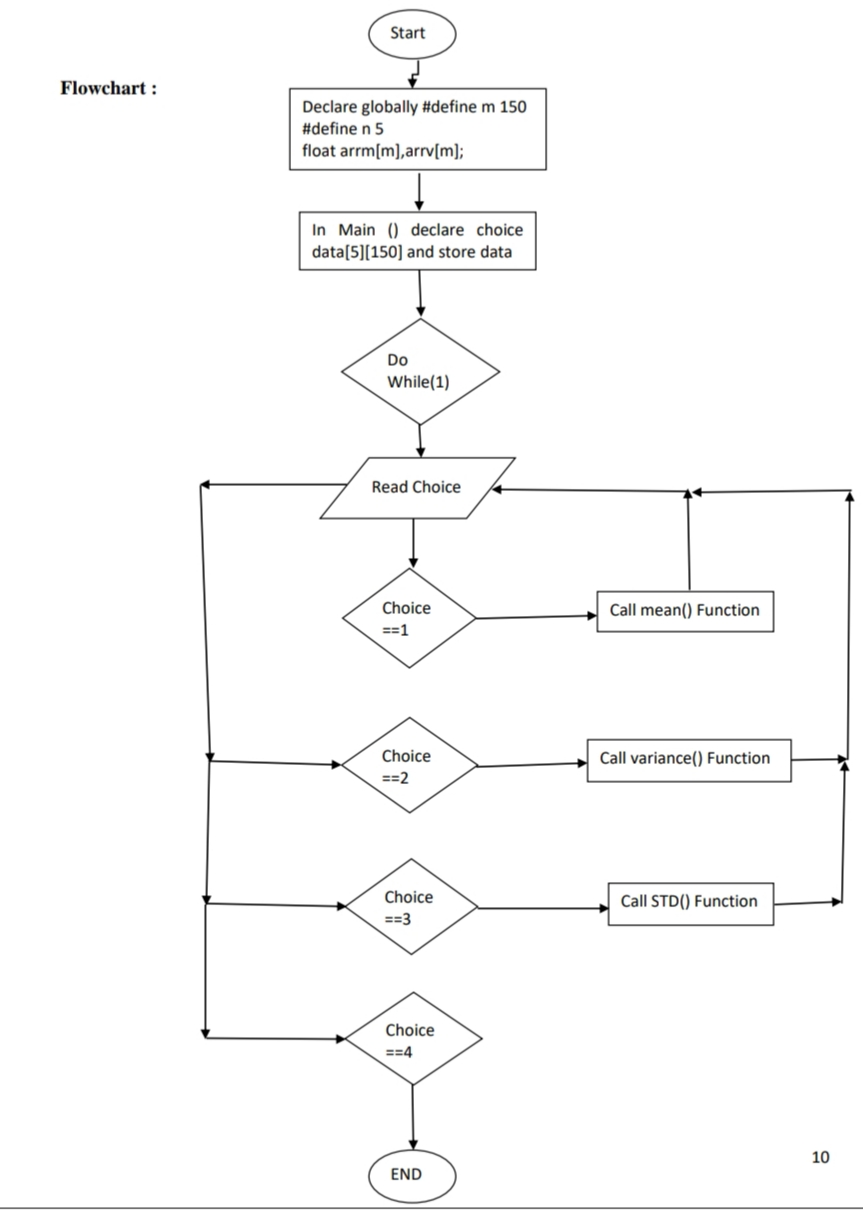 Start
Flowchart :
Declare globally #define m 150
#define n 5
float arrm[m],arrv[m];
In Main () declare choice
data[5][150] and store data
Do
While(1)
Read Choice
Choice
==1
Call mean() Function
Choice
==2
Call variance() Function
Choice
==3
Call STD() Function
Choice
==4
10
END